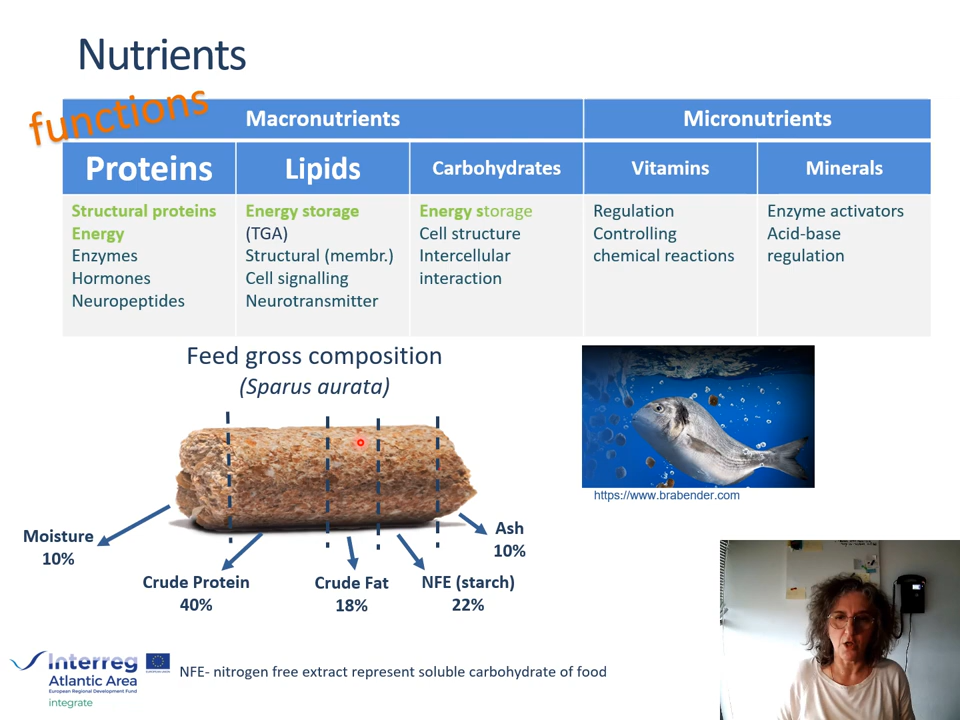 Nutrients
functions
Macronutrients
Micronutrients
Proteins
Lipids
Carbohydrates
Vitamins
Minerals
Structural proteins
Energy
Enzymes
Hormones
Neuropeptides
Energy storage
(TGA)
Structural (membr.)
Cell signalling
Neurotransmitter
Energy storage
Cell structure
Intercellular
interaction
Regulation
Controlling
chemical reactions
Enzyme activators
Acid-base
regulation
Feed gross composition
(Sparus aurata)
https://www.brabender.com
Moisture
10%
Crude Protein
40%
Crude Fat
18%
NFE (starch)
22%
Ash
10%
Interreg
Atlantic Area
European Regional Development Fund
integrate
NFE- nitrogen free extract represent soluble carbohydrate of food